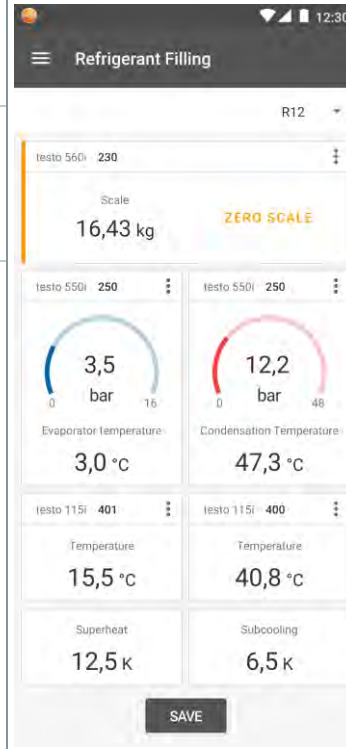 12:30
Refrigerant Filling
R12
testo 560i 230
Scale
16,43 kg
ZERO SCALE
testo 550i 250
3,5
bar
0 16
Evaporator temperature
3,0 °C
testo 550i 250
12,2
bar
0 48
Condensation Temperature
47,3 °C
testo 115i 401
Temperature
15,5 °C
testo 115i 400
Temperature
40,8 °C
Superheat
12,5 K
Subcooling
6,5 K
SAVE